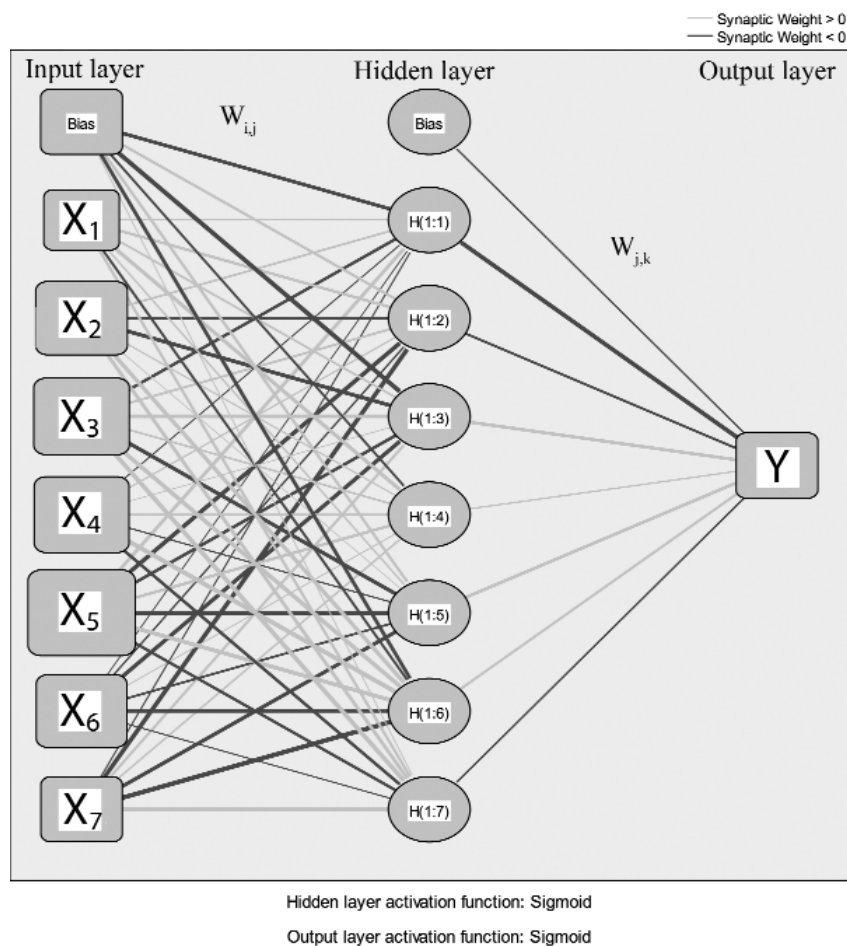 Synaptic Weight > 0
Synaptic Weight < 0
Input layer
Hidden layer
Output layer
Bias
W i,j
Bias
X1
H(1:1)
W j,k
X2
H(1:2)
X3
H(1:3)
Y
X4
H(1:4)
X5
H(1:5)
X6
H(1:6)
X7
H(1:7)
Hidden layer activation function: Sigmoid
Output layer activation function: Sigmoid